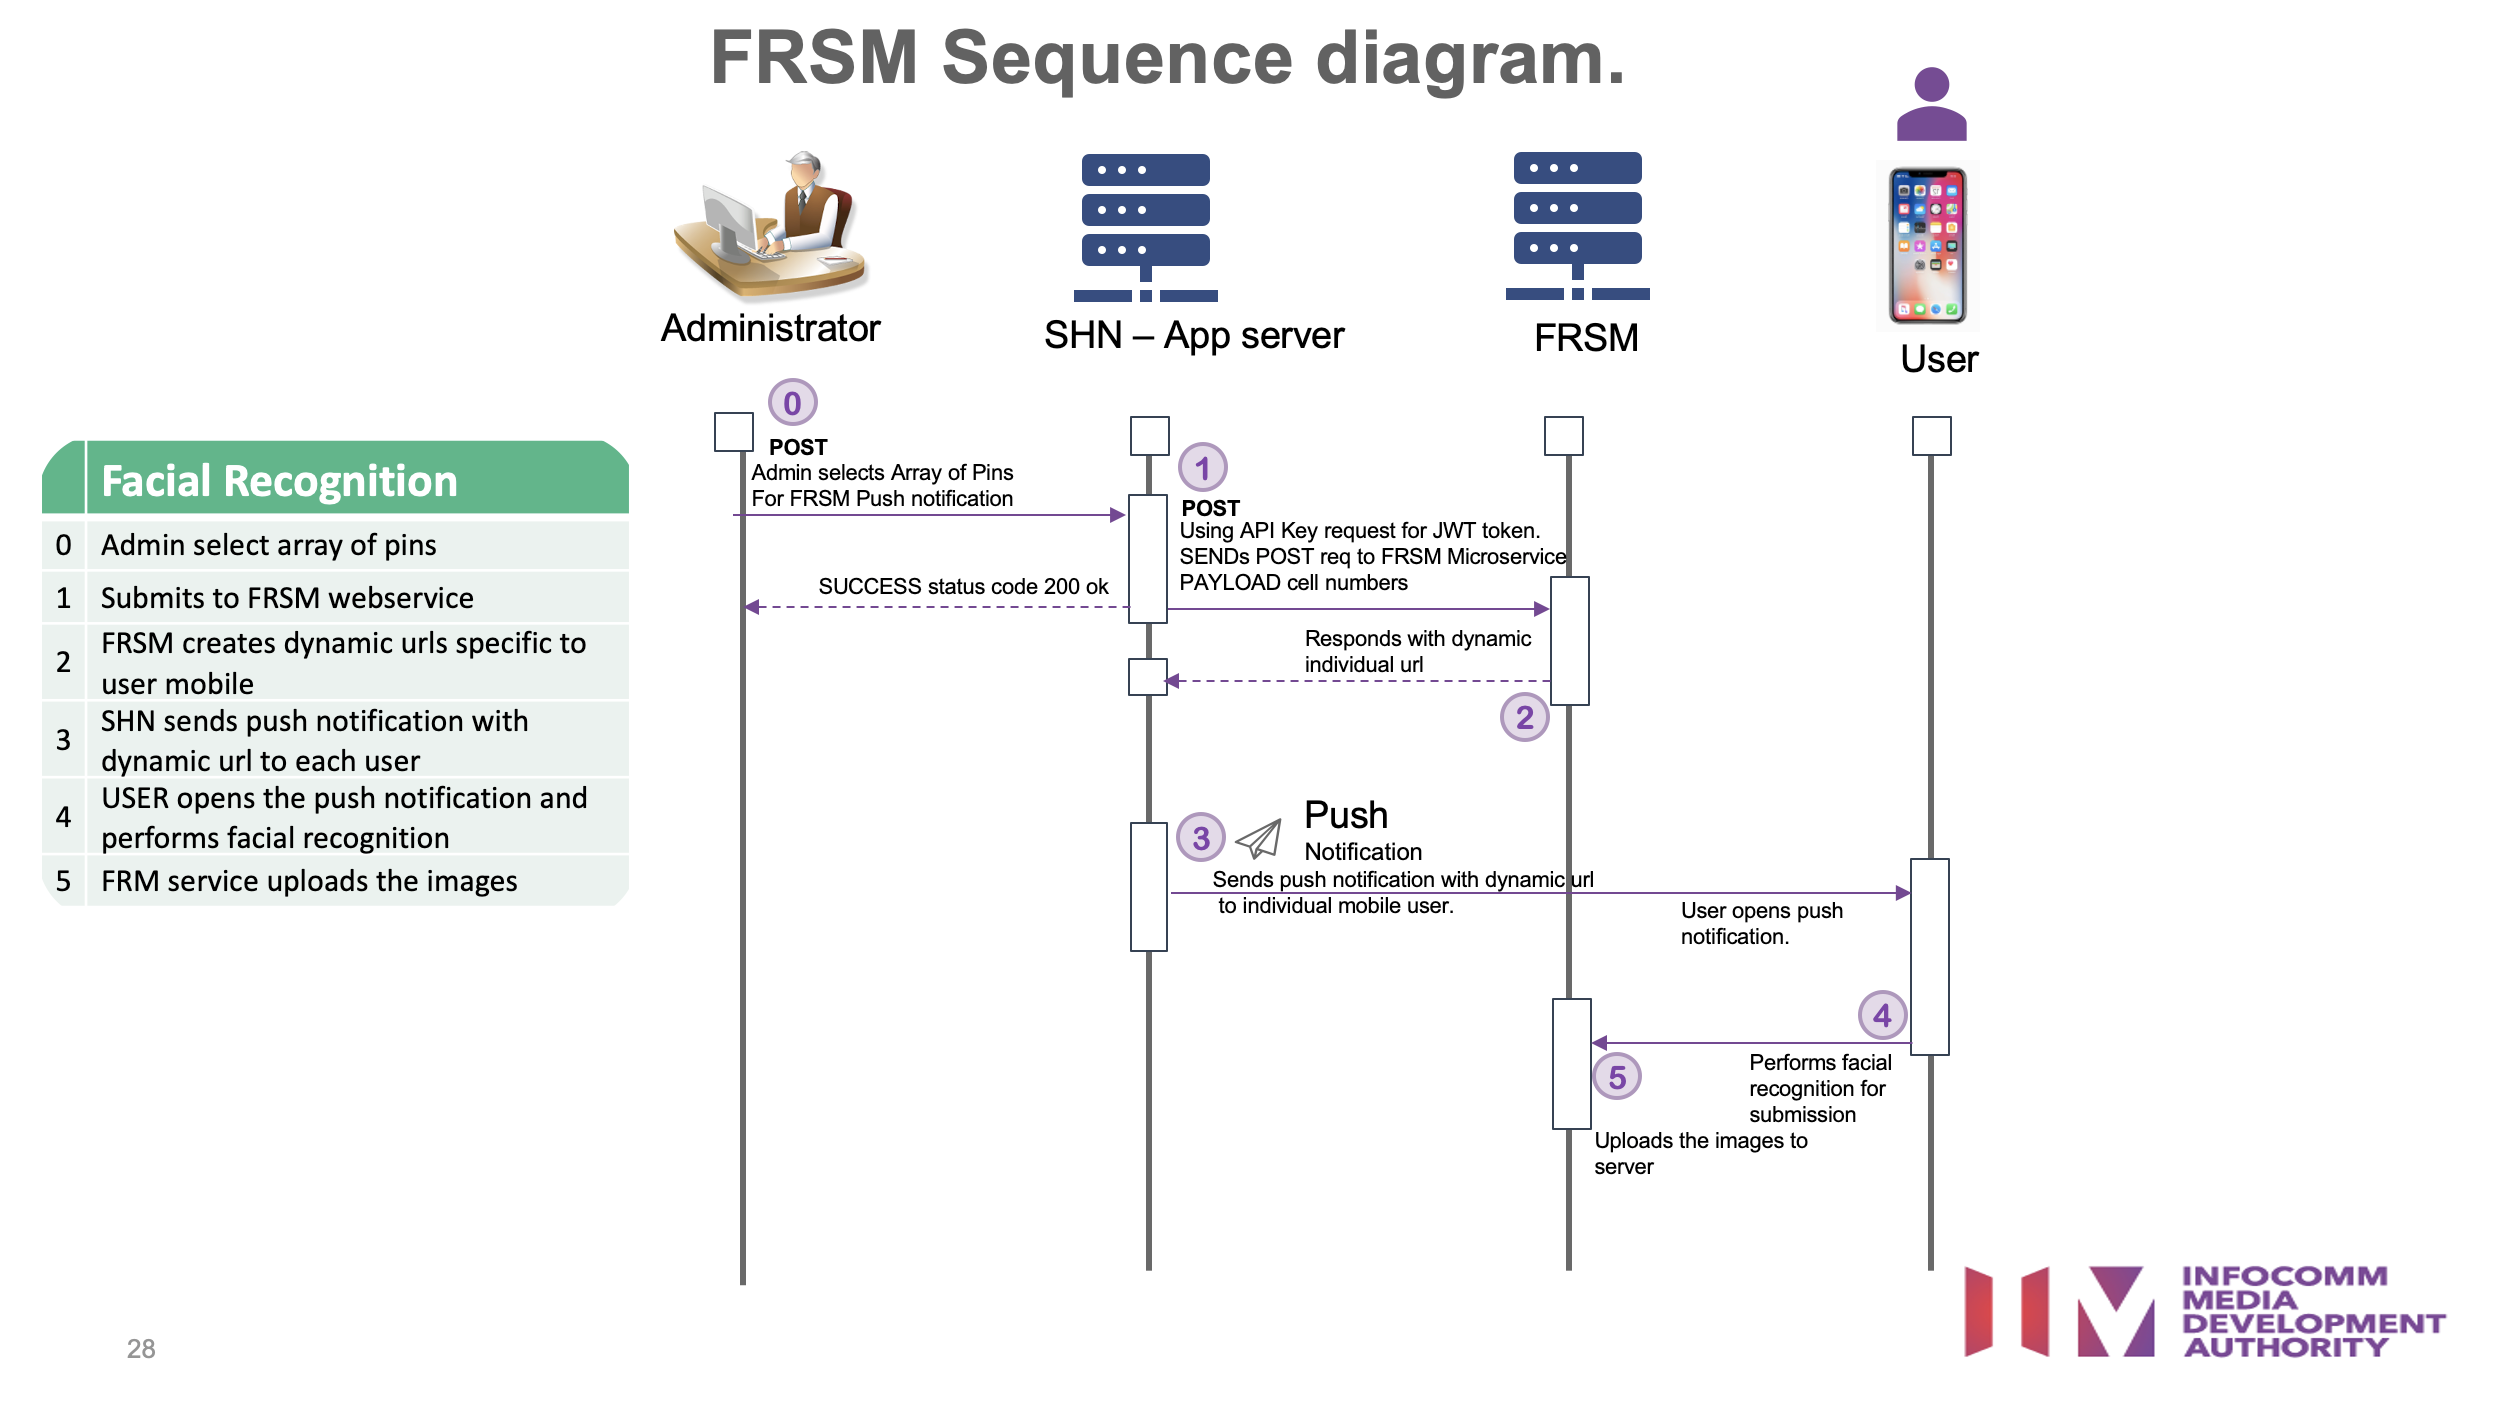 FRSM Sequence diagram.
Administrator
SHN – App server
FRSM
User
Facial Recognition
0 Admin select array of pins
1 Submits to FRSM webservice
2 FRSM creates dynamic urls specific to
user mobile
3 SHN sends push notification with
dynamic url to each user
4 USER opens the push notification and
performs facial recognition
5 FRM service uploads the images
0
POST
Admin selects Array of Pins
For FRSM Push notification
1
POST
Using API Key request for JWT token.
SENDs POST req to FRSM Microservice
PAYLOAD cell numbers
SUCCESS status code 200 ok
Responds with dynamic
individual url
2
3
Push
Notification
Sends push notification with dynamic url
to individual mobile user.
User opens push
notification.
4
Performs facial
recognition for
submission
5
Uploads the images to
server
28
INFOCOMM
MEDIA
DEVELOPMENT
AUTHORITY